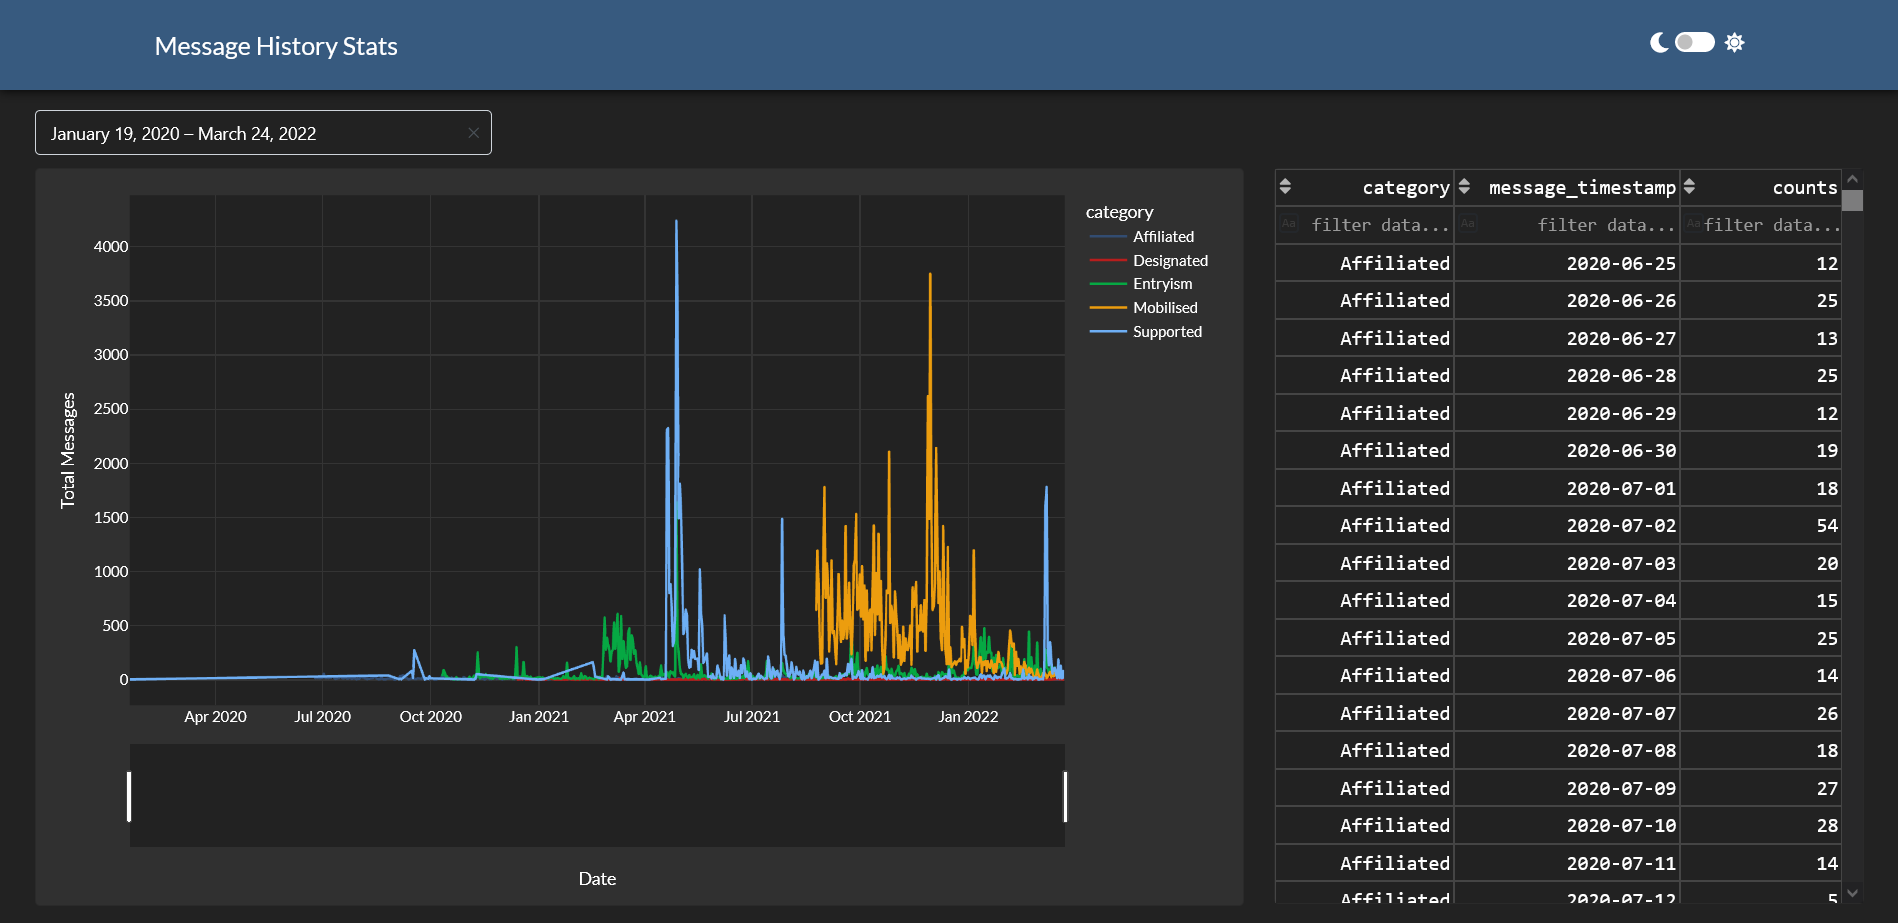 Message History Stats
January 19, 2020 – March 24, 2022
category
Affiliated
Designated
Entryism
Mobilised
Supported
Total Messages
4000
3500
3000
2500
2000
1500
1000
500
0
Apr 2020 Jul 2020 Oct 2020 Jan 2021 Apr 2021 Jul 2021 Oct 2021 Jan 2022
Date
category message_timestamp counts
Aa filter data... Aa filter data... Aa filter data...
Affiliated 2020-06-25 12
Affiliated 2020-06-26 25
Affiliated 2020-06-27 13
Affiliated 2020-06-28 25
Affiliated 2020-06-29 12
Affiliated 2020-06-30 19
Affiliated 2020-07-01 18
Affiliated 2020-07-02 54
Affiliated 2020-07-03 20
Affiliated 2020-07-04 15
Affiliated 2020-07-05 25
Affiliated 2020-07-06 14
Affiliated 2020-07-07 26
Affiliated 2020-07-08 18
Affiliated 2020-07-09 27
Affiliated 2020-07-10 28
Affiliated 2020-07-11 14
Affiliated 2020-07-12 5